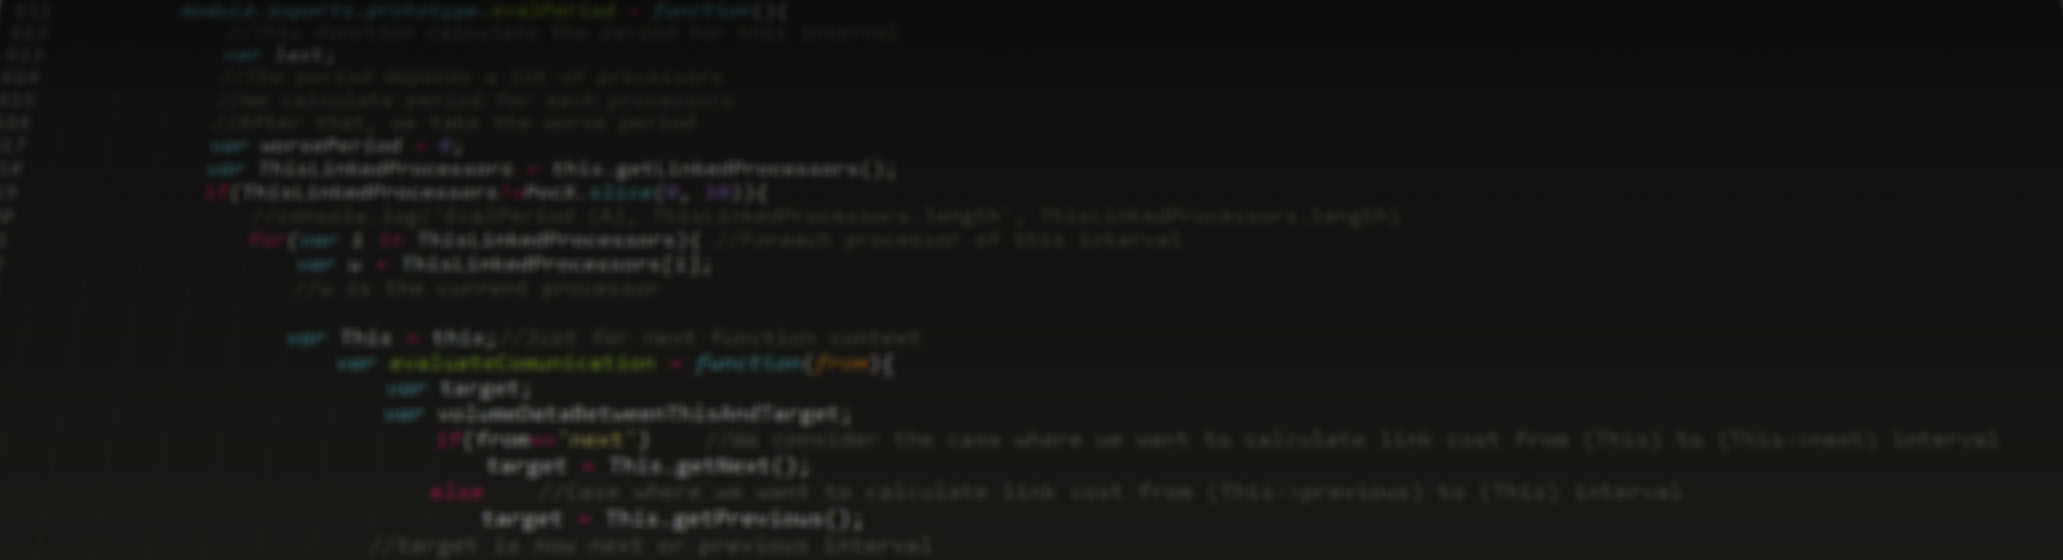 module.exports.prototype.evalPeriod = function(){
//This function calculate the period for this interval
var last;
//The period depends a lot of processors
//We calculate period for each processors
//After that, we take the worse period
var worsePeriod = 0;
var ThisLinkedProcessors = this.getLinkedProcessors();
if(ThisLinkedProcessors!=PocX.slice(0, 10)){
//console.log('EvalPeriod (A), ThisLinkedProcessors.length', ThisLinkedProcessors.length)
for(var i in ThisLinkedProcessors){ //Foreach processor of this interval
var u = ThisLinkedProcessors[i];
//u is the current processor
var This = this;//Just for next function context
var evaluateComunication = function(from){
var target;
var volumeDataBetweenThisAndTarget;
if(from=='next') //We consider the case where we want to calculate link cost from (This) to (This->next) interval
target = This.getNext();
else //Case where we want to calculate link cost from (This->previous) to (This) interval
target = This.getPrevious();
//target is now next or previous interval